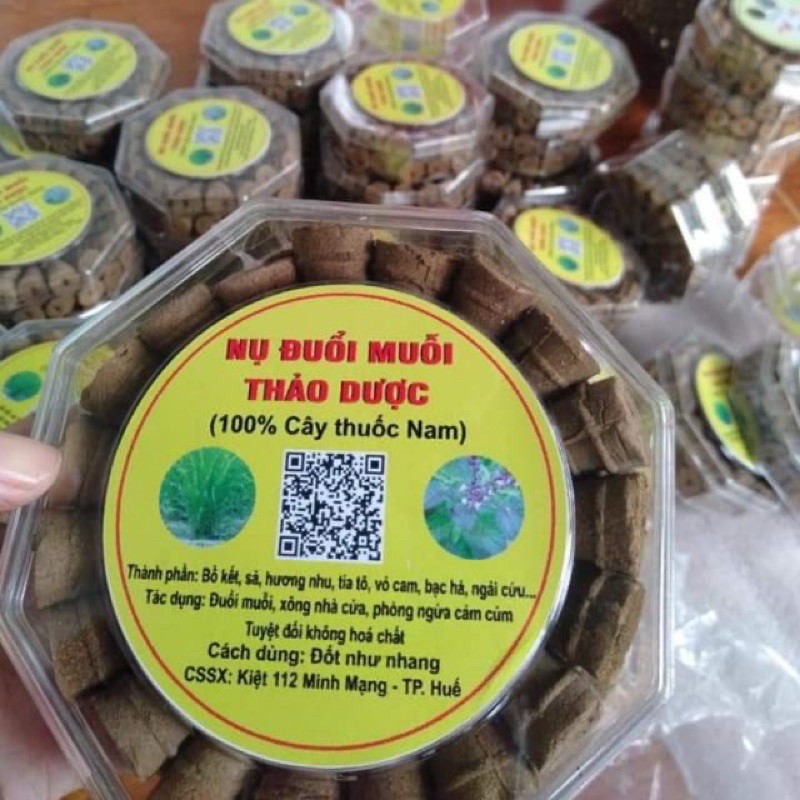 NỤ ĐUỔI MUỖI
THẢO DƯỢC
(100% Cây thuốc Nam)
Thành phần: Bồ kết, sả, hương nhu, tía tô, vỏ cam, bạc hà, ngải cứu...
Tác dụng: Đuổi muỗi, xông nhà cửa, phòng ngừa cảm cúm
Tuyệt đối không hoá chất
Cách dùng: Đốt như nhang
CSSX: Kiệt 112 Minh Mạng - TP. Huế